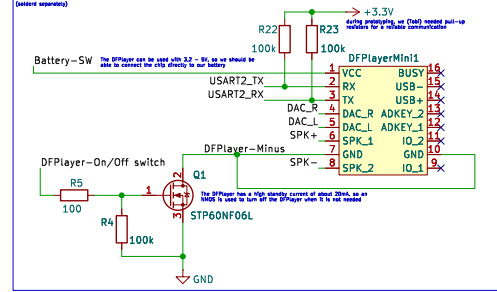 (soldered separately)
+3.3V
during prototyping, we (Tobi) needed pull-up
resistors for a reliable communication
R22
R23
100k
100k
Battery-SW
The DFPlayer can be used with 3,2 - 5V, so we should be
able to connect the chip directly to our battery
DFPlayerMini1
1 VCC BUSY 16
USART2_TX 2 RX USB- 15
USART2_RX 3 TX USB+ 14
DAC_R 4 DAC_R ADKEY_2 13
DAC_L 5 DAC_L ADKEY_1 12
SPK+ 6 SPK_1 IO_2 11
DFPlayer-Minus 7 GND GND 10
SPK- 8 SPK_2 IO_1 9
DFPlayer-On/Off switch
R5
100
1
2
3
Q1
STP60NF06L
The DFPlayer has a high standby current of about 20mA, so an
NMOS is used to turn off the DFPlayer when it is not needed
R4
100k
GND